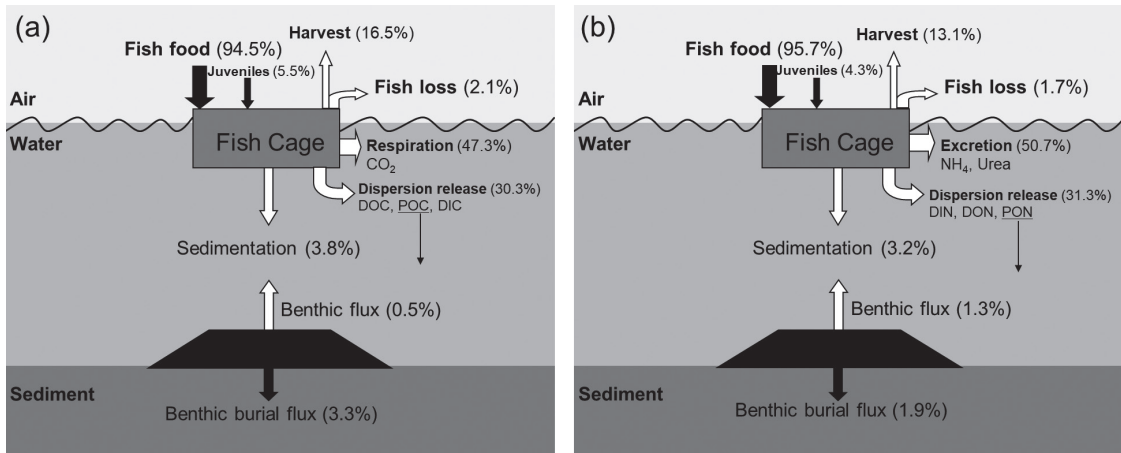 (a)
Harvest (16.5%)
Fish food (94.5%)
Juveniles (5.5%)
Fish loss (2.1%)
Air
Water
Fish Cage
Respiration (47.3%)
CO₂
Dispersion release (30.3%)
DOC, POC, DIC
Sedimentation (3.8%)
Benthic flux (0.5%)
Sediment
Benthic burial flux (3.3%)
(b)
Harvest (13.1%)
Fish food (95.7%)
Juveniles (4.3%)
Fish loss (1.7%)
Air
Water
Fish Cage
Excretion (50.7%)
NH₄, Urea
Dispersion release (31.3%)
DIN, DON, PON
Sedimentation (3.2%)
Benthic flux (1.3%)
Sediment
Benthic burial flux (1.9%)